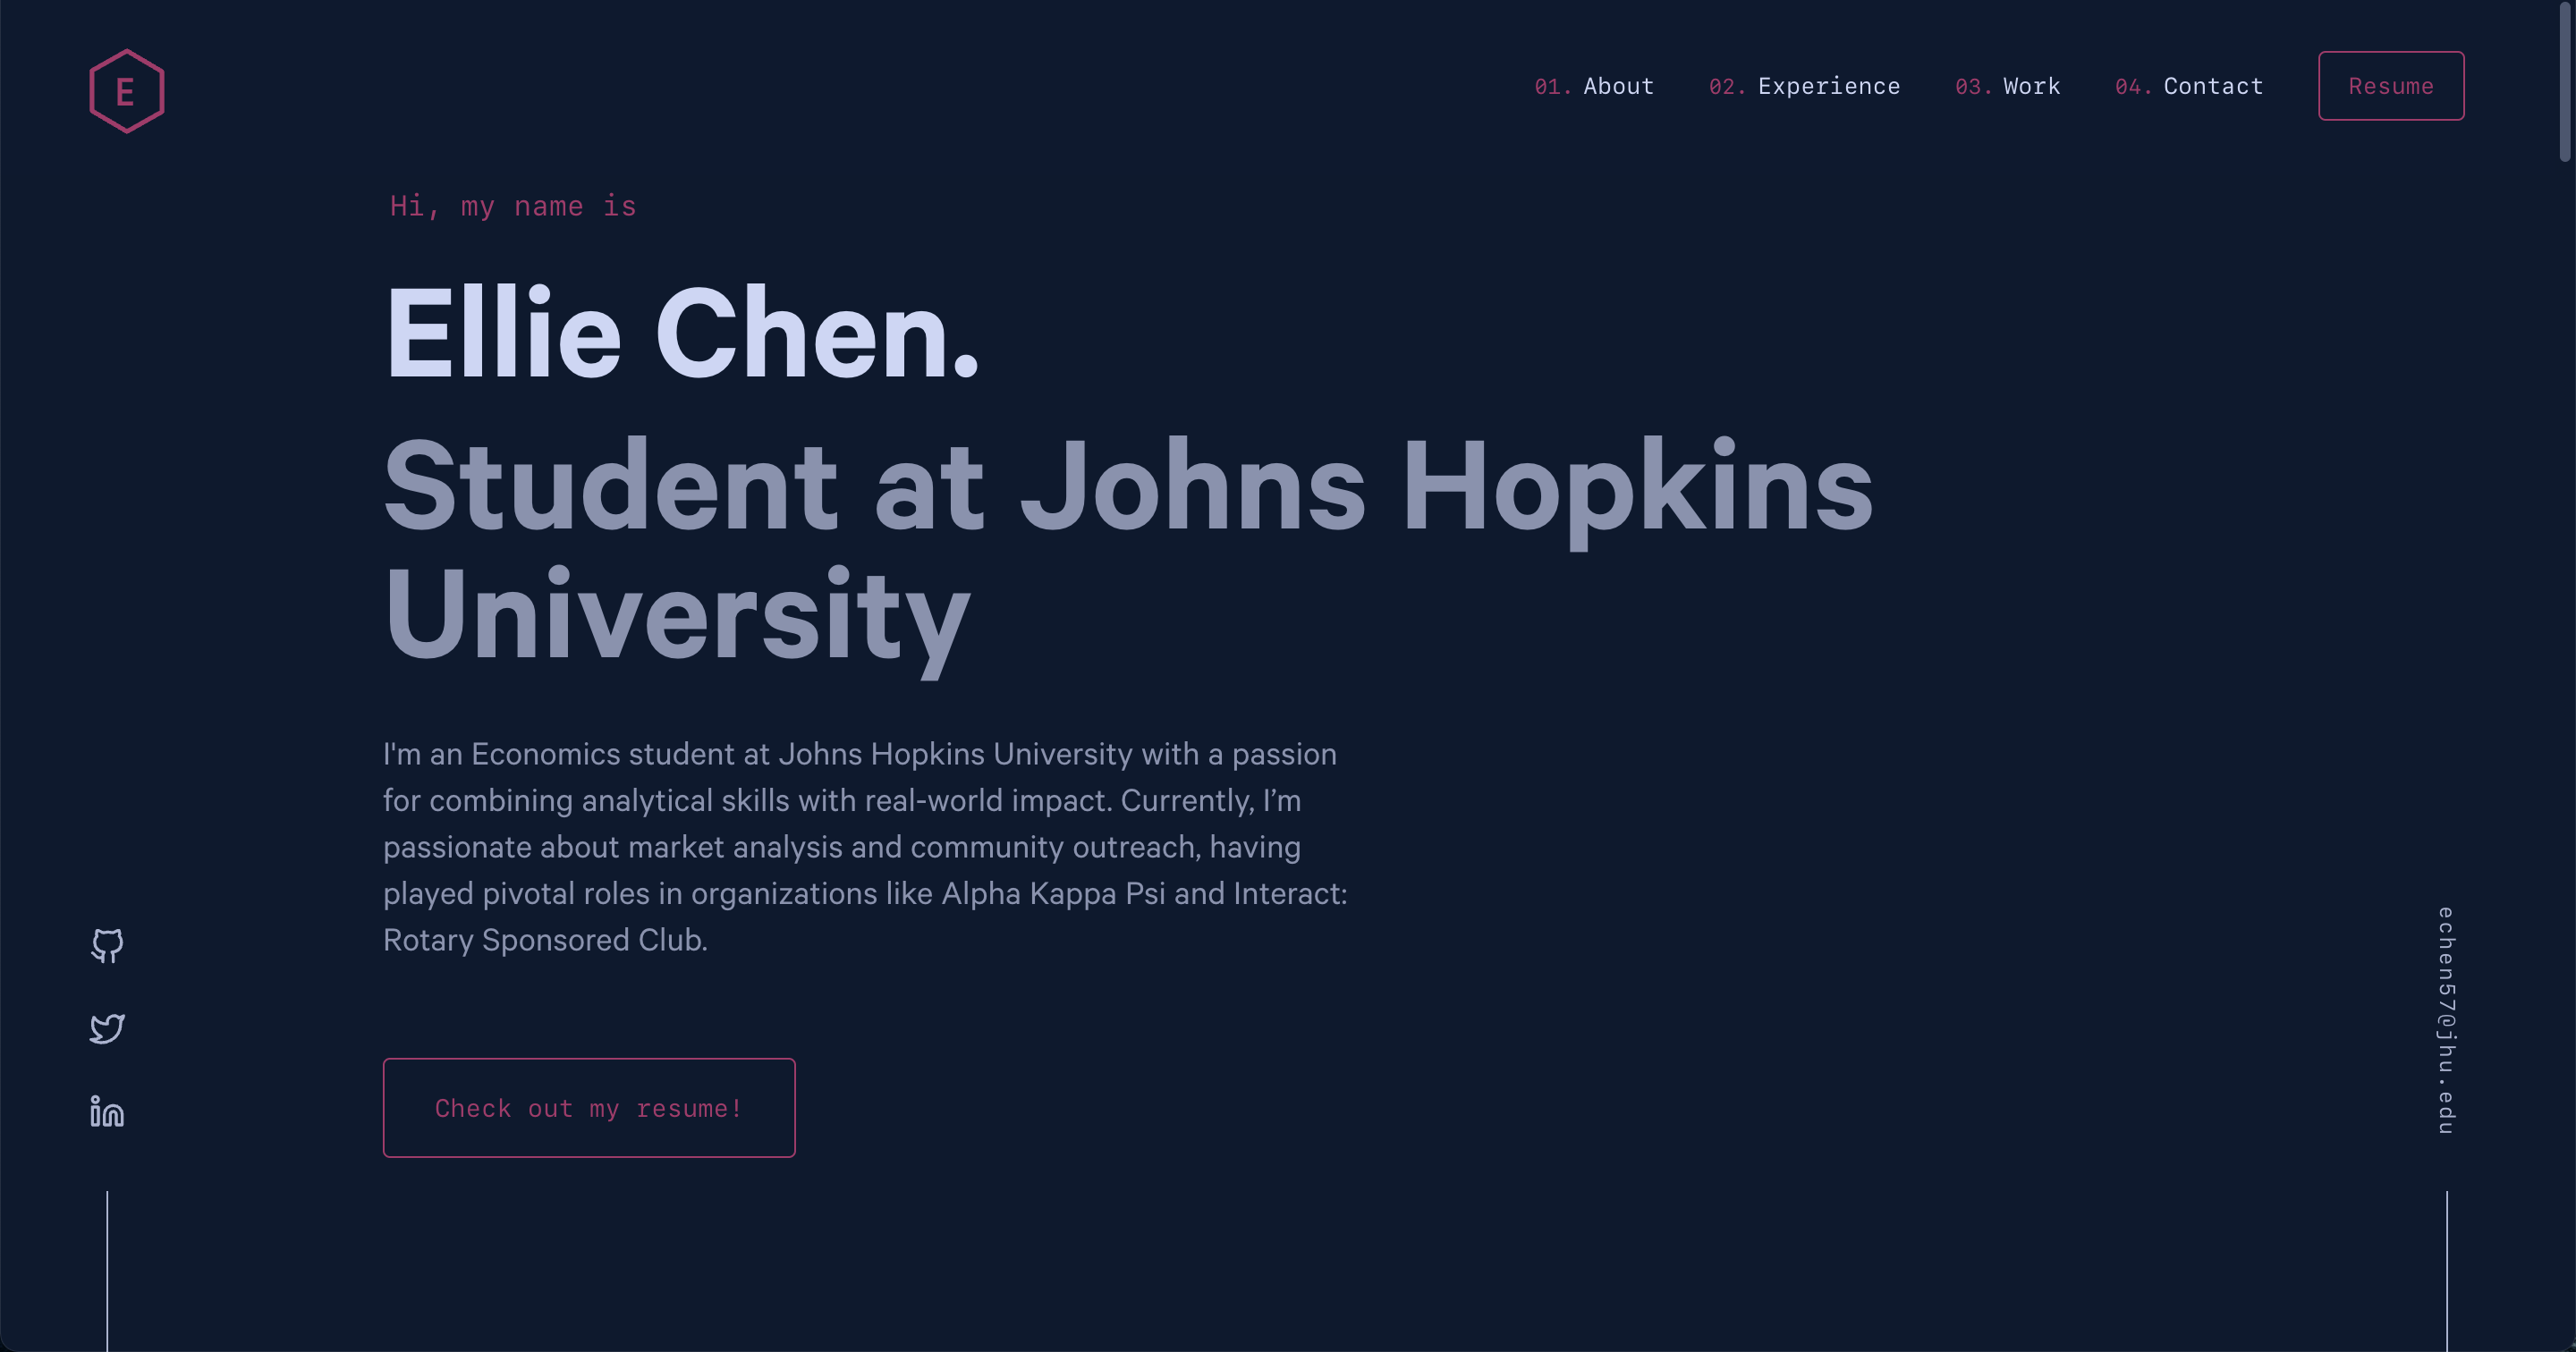 E
01. About 02. Experience 03. Work 04. Contact Resume
Hi, my name is
Ellie Chen.
Student at Johns Hopkins
University
I'm an Economics student at Johns Hopkins University with a passion
for combining analytical skills with real-world impact. Currently, I’m
passionate about market analysis and community outreach, having
played pivotal roles in organizations like Alpha Kappa Psi and Interact:
Rotary Sponsored Club.
Check out my resume!
echen57@jhu.edu